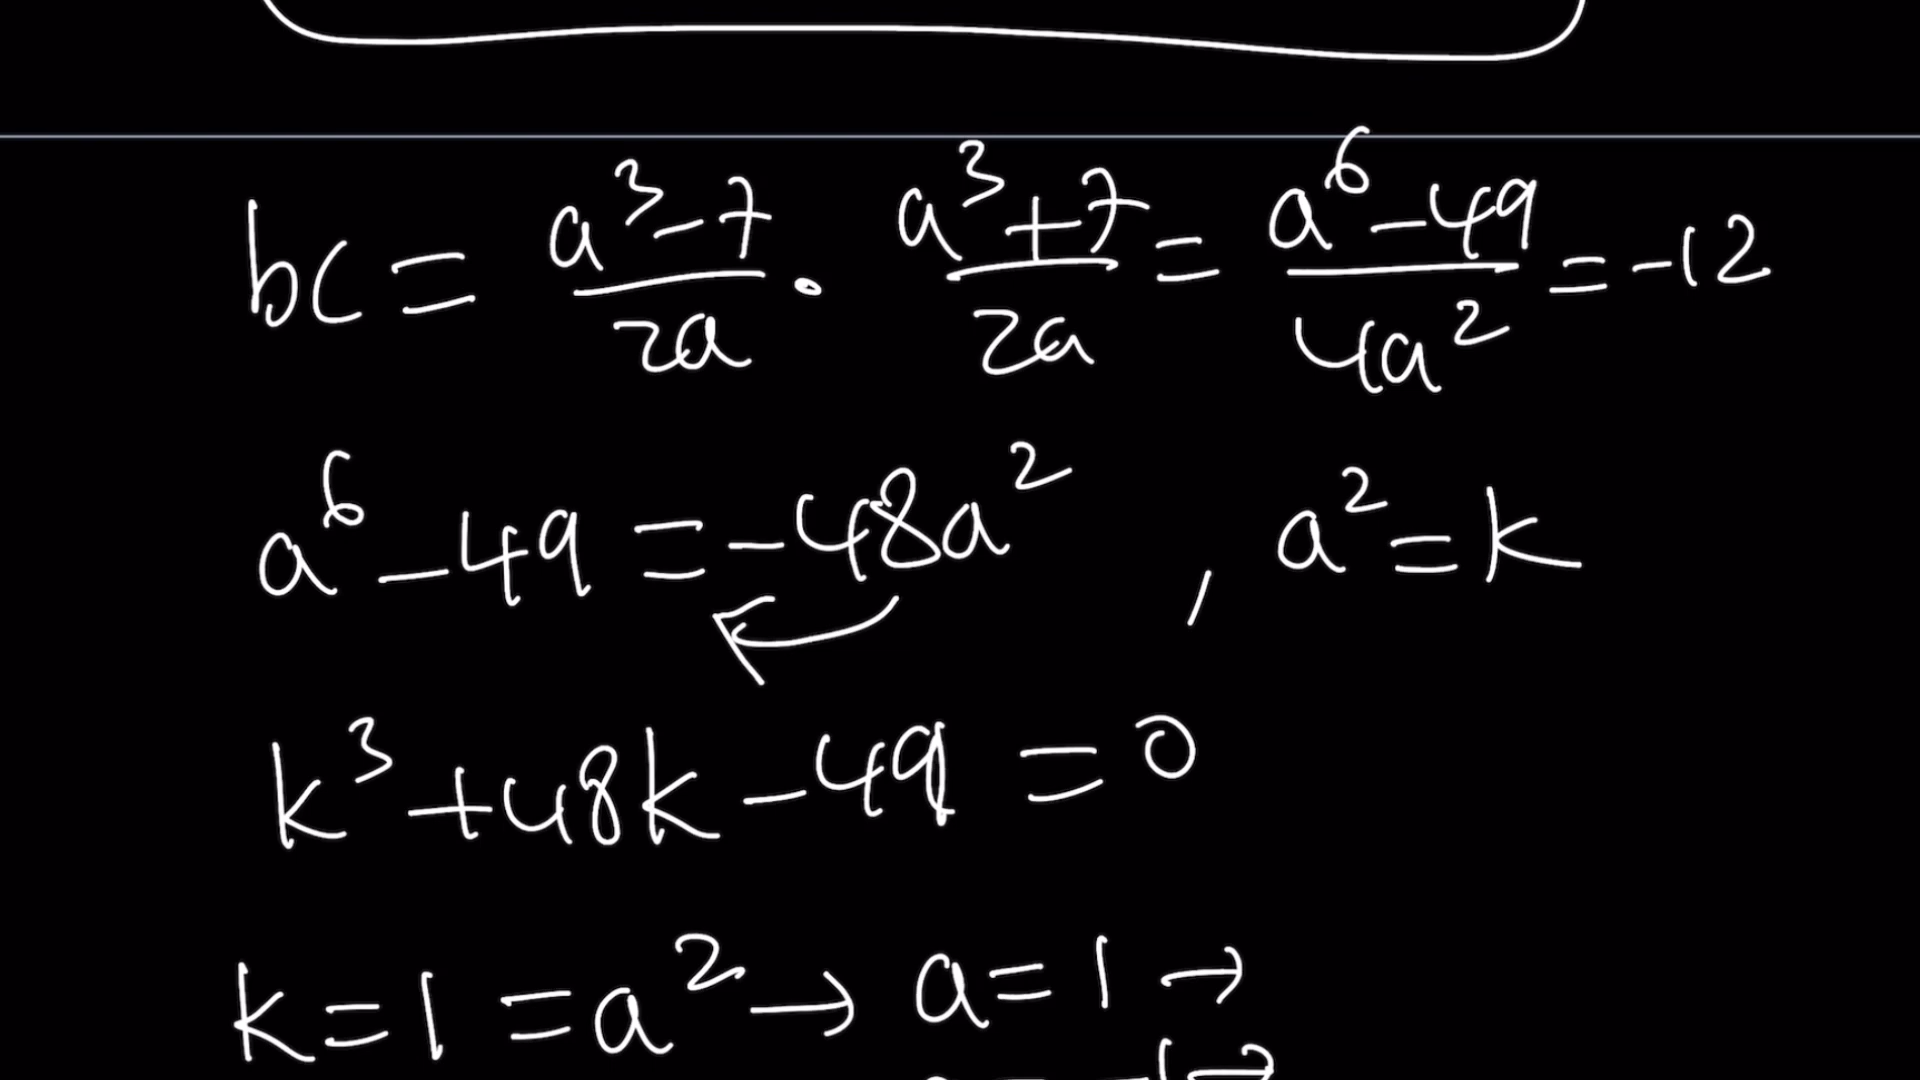 bc = a³-7/2a · a³+7/2a = a⁶-49/4a² = -12
a⁶-49 = -48a² , a² = k
k³+48k-49 = 0
k=1=a² → a=1 →